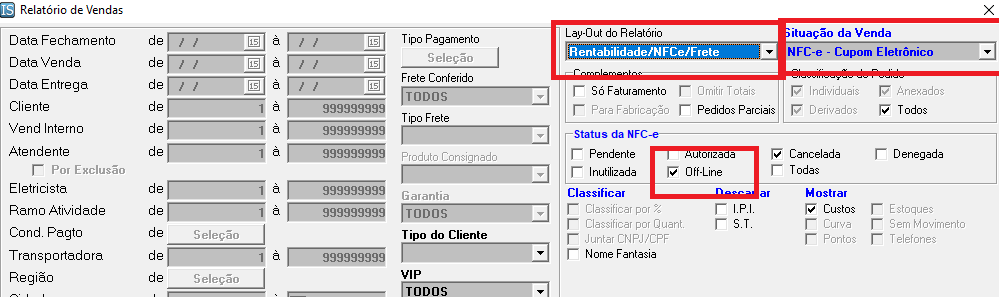 IS Relatório de Vendas
Data Fechamento de / / 15 à / / 15
Data Venda de / / 15 à / / 15
Data Entrega de / / 15 à / / 15
Cliente de 1 à 999999999
Vend Interno de 1 à 999999999
Atendente de 1 à 999999999
Por Exclusão
Eletricista de 1 à 999999999
Ramo Atividade de 1 à 999999999
Cond. Pagto de Seleção
Transportadora de 1 à 999999999
Região de Seleção
Tipo Pagamento
Seleção
Frete Conferido
TODOS
Tipo Frete
Produto Consignado
Garantia
TODOS
Tipo do Cliente
VIP
TODOS
Lay-Out do Relatório
Rentabilidade/NFCe/Frete
Situação da Venda
NFC-e - Cupom Eletrônico
Complementos
Só Faturamento Omitir Totais
Para Fabricação Pedidos Parciais
Classificação do Pedido
Individuais Anexados
Derivados Todos
Status da NFC-e
Pendente Autorizada Cancelada Denegada
Inutilizada Off-Line Todas
Classificar
Classificar por %
Classificar por Quant.
Juntar CNPJ/CPF
Nome Fantasia
Descartar
I.P.I.
S.T.
Mostrar
Custos Estoques
Curva Sem Movimento
Pontos Telefones